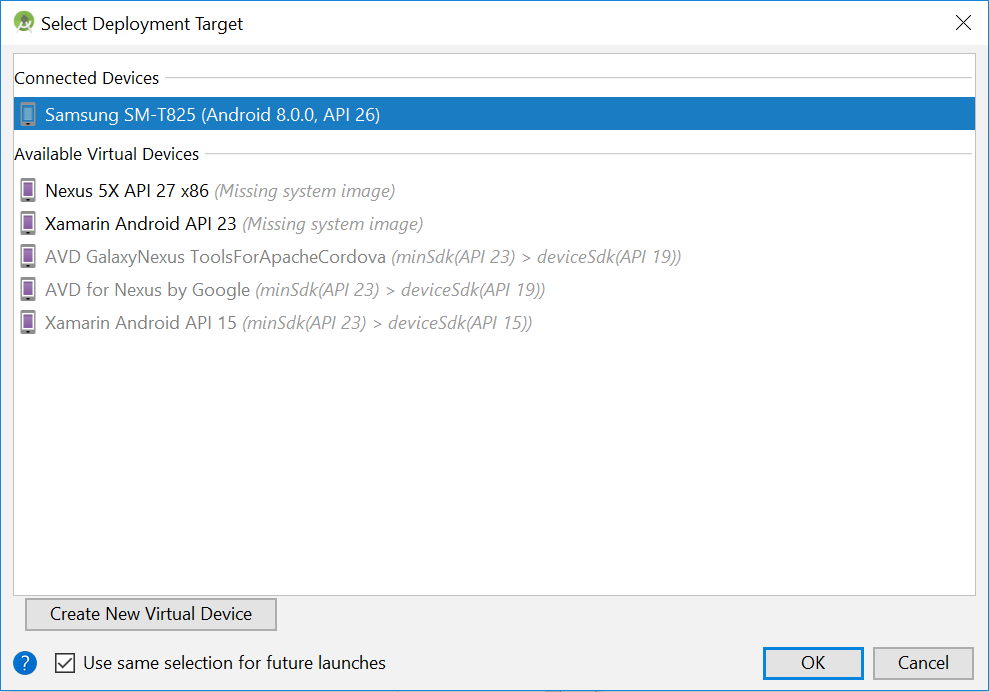 Select Deployment Target
Connected Devices
Samsung SM-T825 (Android 8.0.0, API 26)
Available Virtual Devices
Nexus 5X API 27 x86 (Missing system image)
Xamarin Android API 23 (Missing system image)
AVD GalaxyNexus ToolsForApacheCordova (minSdk(API 23) > deviceSdk(API 19))
AVD for Nexus by Google (minSdk(API 23) > deviceSdk(API 19))
Xamarin Android API 15 (minSdk(API 23) > deviceSdk(API 15))
Create New Virtual Device
? Use same selection for future launches OK Cancel